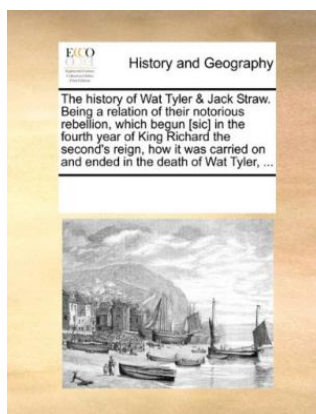 ECCO
History and Geography
The history of Wat Tyler & Jack Straw.
Being a relation of their notorious
rebellion, which begun [sic] in the
fourth year of King Richard the
second's reign, how it was carried on
and ended in the death of Wat Tyler, ...